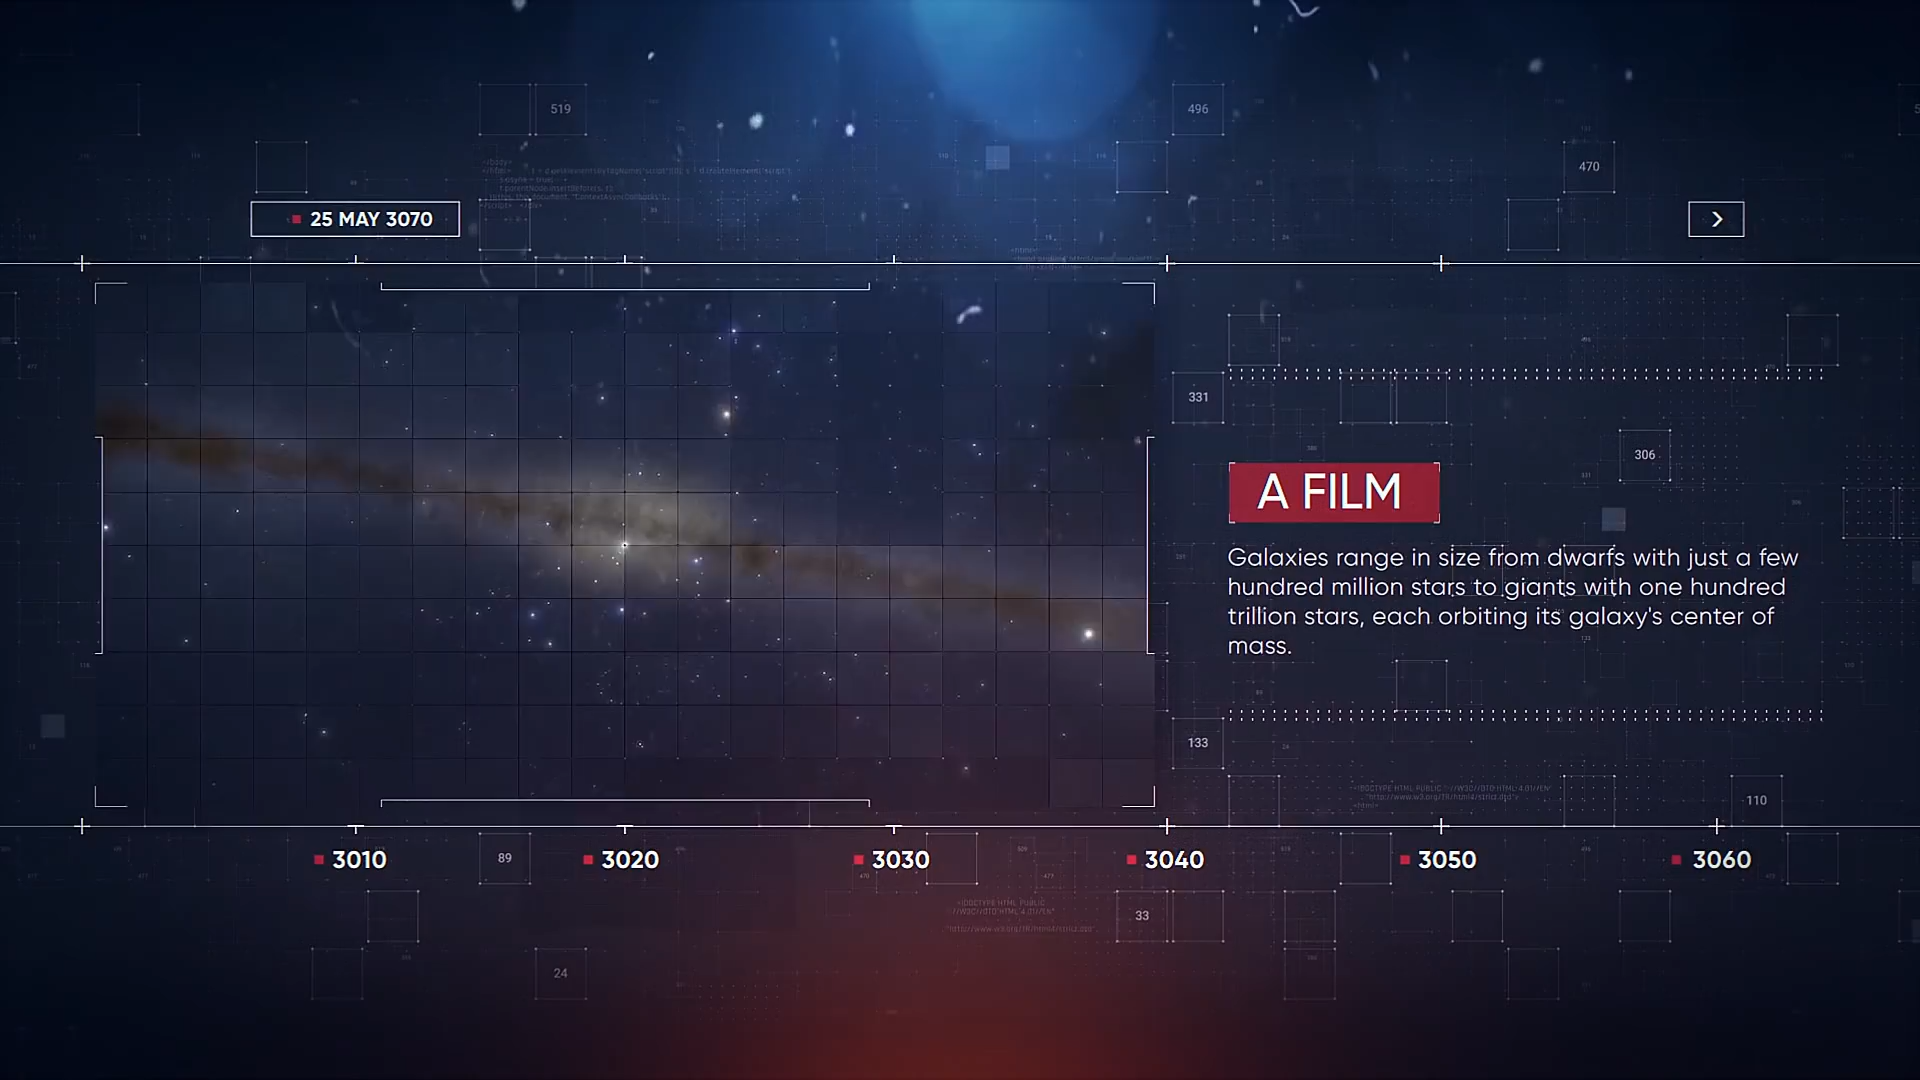 519
496
470
25 MAY 3070
331
306
A FILM
Galaxies range in size from dwarfs with just a few
hundred million stars to giants with one hundred
trillion stars, each orbiting its galaxy's center of
mass.
133
110
3010
89
3020
3030
3040
3050
3060
33
24